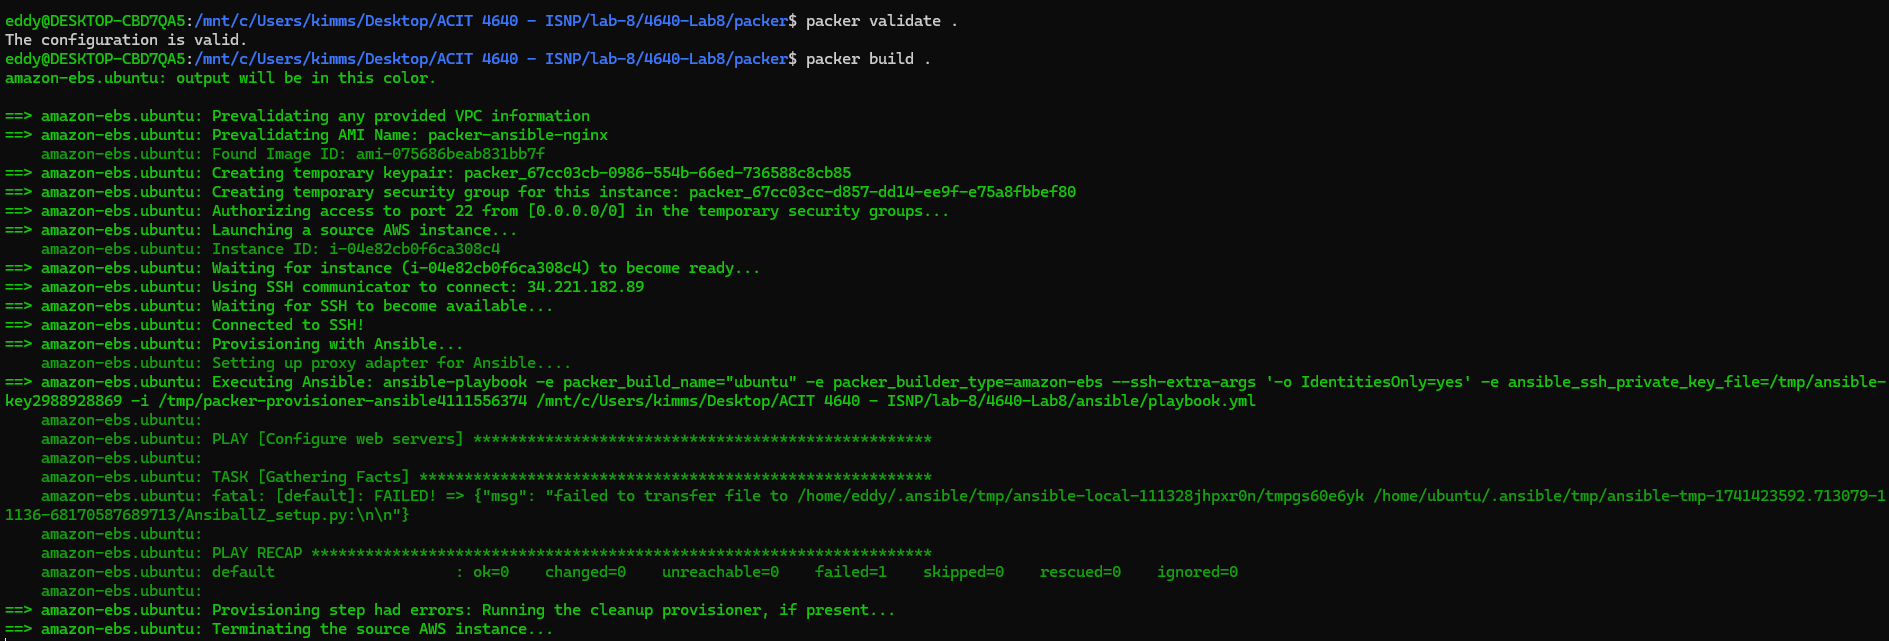 eddy@DESKTOP-CBD7QA5:/mnt/c/Users/kimms/Desktop/ACIT 4640 - ISNP/lab-8/4640-Lab8/packer$ packer validate .
The configuration is valid.
eddy@DESKTOP-CBD7QA5:/mnt/c/Users/kimms/Desktop/ACIT 4640 - ISNP/lab-8/4640-Lab8/packer$ packer build .
amazon-ebs.ubuntu: output will be in this color.

==> amazon-ebs.ubuntu: Prevalidating any provided VPC information
==> amazon-ebs.ubuntu: Prevalidating AMI Name: packer-ansible-nginx
    amazon-ebs.ubuntu: Found Image ID: ami-075686beab831bb7f
==> amazon-ebs.ubuntu: Creating temporary keypair: packer_67cc03cb-0986-554b-66ed-736588c8cb85
==> amazon-ebs.ubuntu: Creating temporary security group for this instance: packer_67cc03cc-d857-dd14-ee9f-e75a8fbbef80
==> amazon-ebs.ubuntu: Authorizing access to port 22 from [0.0.0.0/0] in the temporary security groups...
==> amazon-ebs.ubuntu: Launching a source AWS instance...
    amazon-ebs.ubuntu: Instance ID: i-04e82cb0f6ca308c4
==> amazon-ebs.ubuntu: Waiting for instance (i-04e82cb0f6ca308c4) to become ready...
==> amazon-ebs.ubuntu: Using SSH communicator to connect: 34.221.182.89
==> amazon-ebs.ubuntu: Waiting for SSH to become available...
==> amazon-ebs.ubuntu: Connected to SSH!
==> amazon-ebs.ubuntu: Provisioning with Ansible...
    amazon-ebs.ubuntu: Setting up proxy adapter for Ansible....
==> amazon-ebs.ubuntu: Executing Ansible: ansible-playbook -e packer_build_name="ubuntu" -e packer_builder_type=amazon-ebs --ssh-extra-args '-o IdentitiesOnly=yes' -e ansible_ssh_private_key_file=/tmp/ansible-
key2988928869 -i /tmp/packer-provisioner-ansible4111556374 /mnt/c/Users/kimms/Desktop/ACIT 4640 - ISNP/lab-8/4640-Lab8/ansible/playbook.yml
    amazon-ebs.ubuntu:
    amazon-ebs.ubuntu: PLAY [Configure web servers] ***************************************************
    amazon-ebs.ubuntu:
    amazon-ebs.ubuntu: TASK [Gathering Facts] *********************************************************
    amazon-ebs.ubuntu: fatal: [default]: FAILED! => {"msg": "failed to transfer file to /home/eddy/.ansible/tmp/ansible-local-111328jhpxr0n/tmpgs60e6yk /home/ubuntu/.ansible/tmp/ansible-tmp-1741423592.713079-1
1136-68170587689713/AnsiballZ_setup.py:\n\n"}
    amazon-ebs.ubuntu:
    amazon-ebs.ubuntu: PLAY RECAP *********************************************************************
    amazon-ebs.ubuntu: default                    : ok=0    changed=0    unreachable=0    failed=1    skipped=0    rescued=0    ignored=0
    amazon-ebs.ubuntu:
==> amazon-ebs.ubuntu: Provisioning step had errors: Running the cleanup provisioner, if present...
==> amazon-ebs.ubuntu: Terminating the source AWS instance...